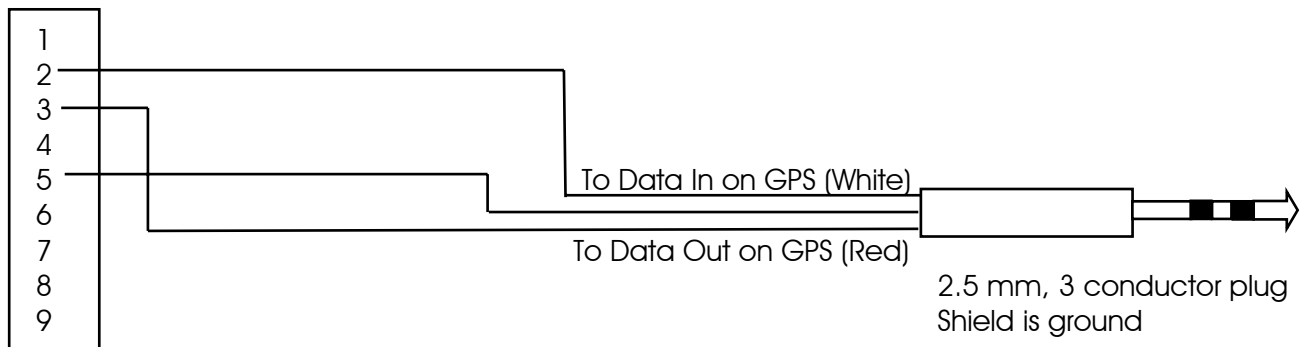 1
2
3
4
5
6
7
8
9
To Data In on GPS (White)
To Data Out on GPS (Red)
2.5 mm, 3 conductor plug
Shield is ground